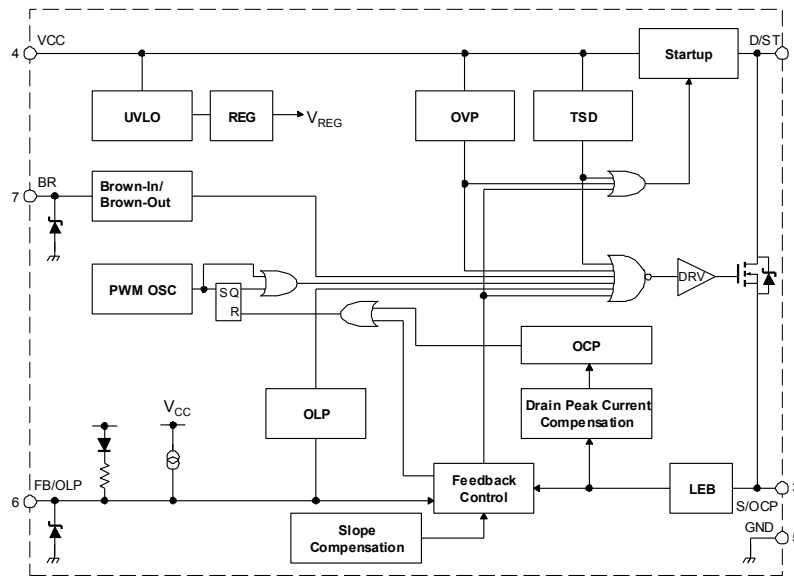 VCC
D/ST
4
Startup
UVLO
REG
VREG
OVP
TSD
BR
7
Brown-In/
Brown-Out
PWM OSC
S Q
R
DRV
OCP
VCC
OLP
Drain Peak Current
Compensation
FB/OLP
6
Feedback
Control
LEB
3
S/OCP
Slope
Compensation
GND